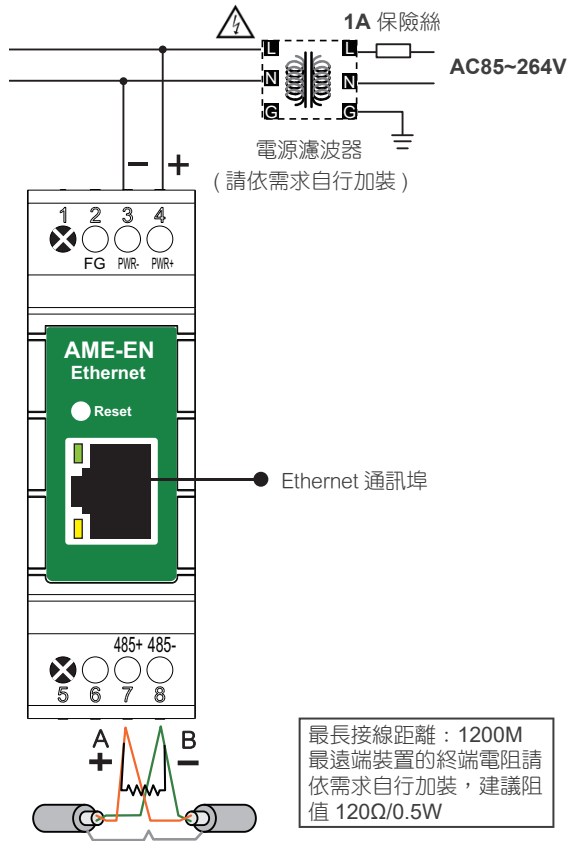 1A 保險絲
L
L
AC85~264V
N
N
G
G
電源濾波器
( 請依需求自行加裝 )
− +
1 2 3 4
FG PWR- PWR+
AME-EN
Ethernet
Reset
Ethernet 通訊埠
485+ 485-
5 6 7 8
A B
+ −
最長接線距離：1200M
最遠端裝置的終端電阻請
依需求自行加裝，建議阻
值 120Ω/0.5W